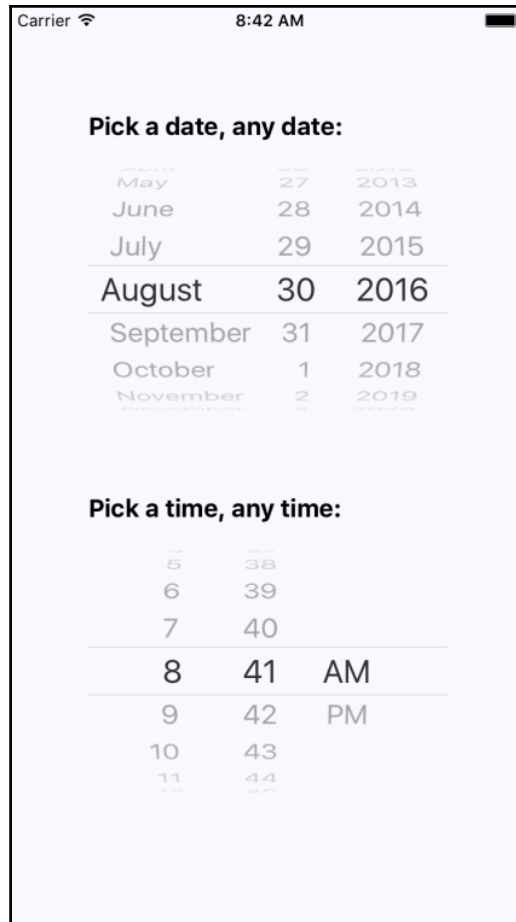 Carrier 8:42 AM
Pick a date, any date:
May 27 2013
June 28 2014
July 29 2015
August 30 2016
September 31 2017
October 1 2018
November 2 2019
December
Pick a time, any time:
5 38
6 39
7 40
8 41 AM
9 42 PM
10 43
11 44